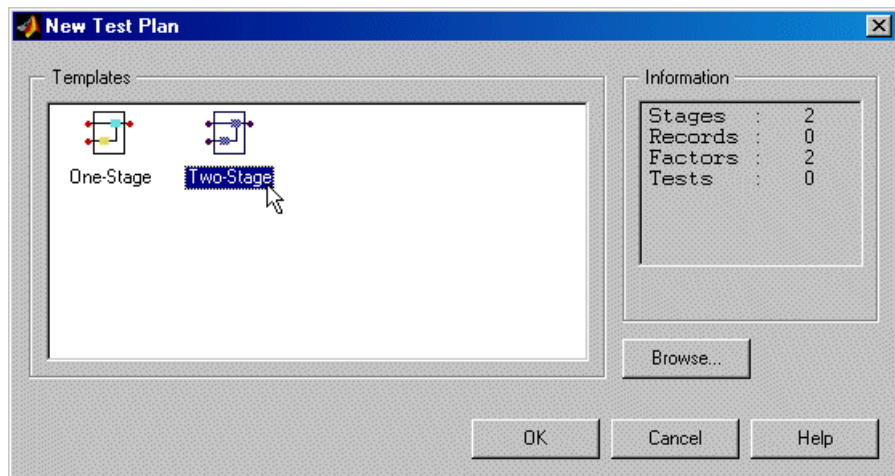 New Test Plan
Templates
One-Stage
Two-Stage
Information
Stages : 2
Records : 0
Factors : 2
Tests : 0
Browse...
OK
Cancel
Help